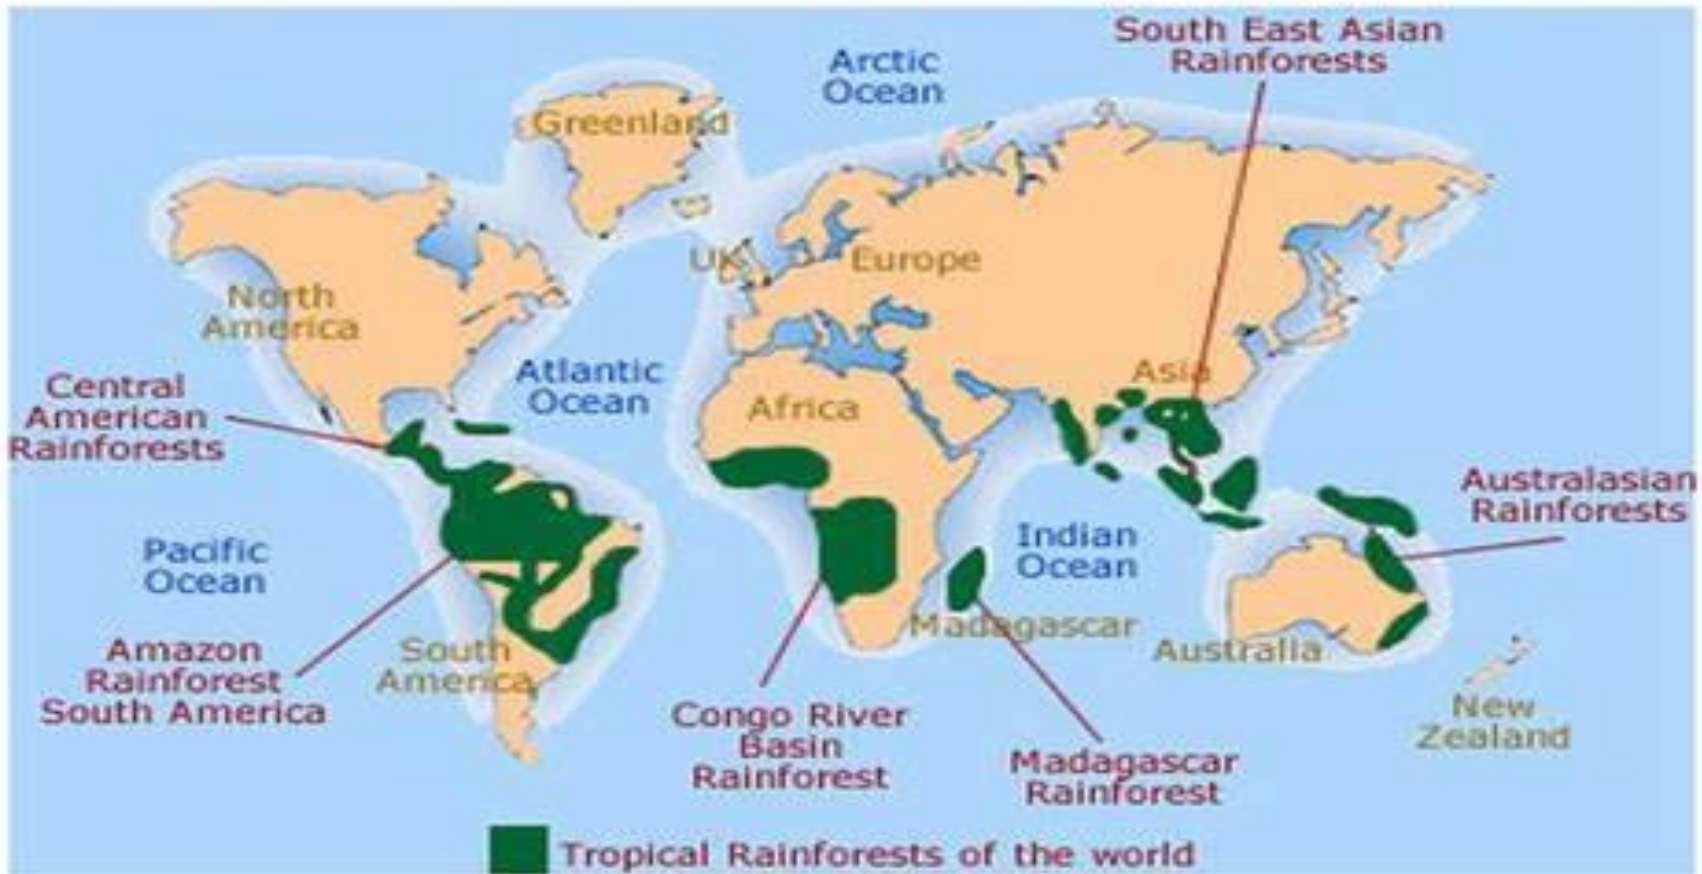 South East Asian
Rainforests
Arctic
Ocean
Greenland
UK
Europe
North
America
Asia
Central
American
Rainforests
Atlantic
Ocean
Africa
Australasian
Rainforests
Pacific
Ocean
Indian
Ocean
Amazon
Rainforest
South America
South
America
Madagascar
Australia
New
Zealand
Congo River
Basin
Rainforest
Madagascar
Rainforest
Tropical Rainforests of the world